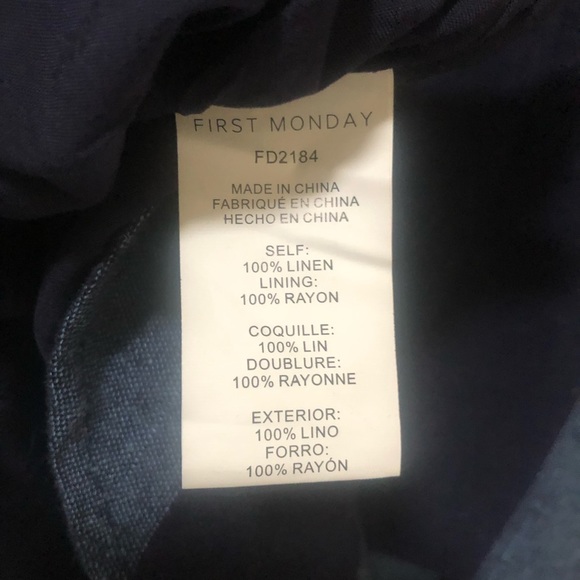 FIRST MONDAY
FD2184
MADE IN CHINA
FABRIQUÉ EN CHINA
HECHO EN CHINA
SELF:
100% LINEN
LINING:
100% RAYON
COQUILLE:
100% LIN
DOUBLURE:
100% RAYONNE
EXTERIOR:
100% LINO
FORRO:
100% RAYÓN